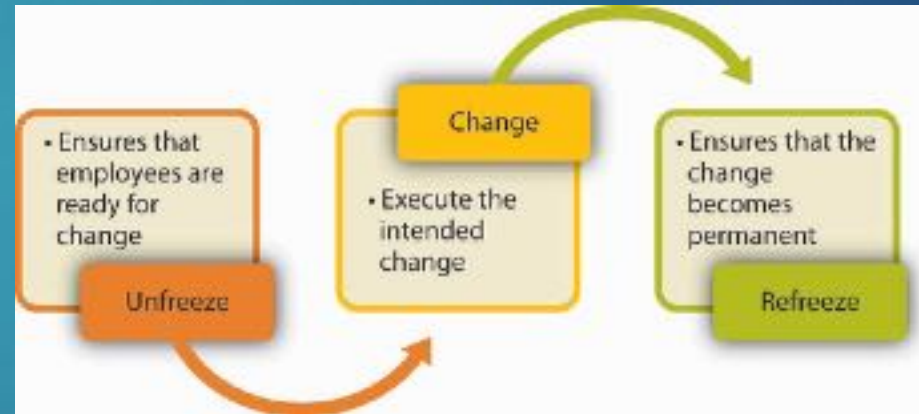 • Ensures that
employees are
ready for
change
Unfreeze
Change
• Execute the
intended
change
• Ensures that the
change
becomes
permanent
Refreeze